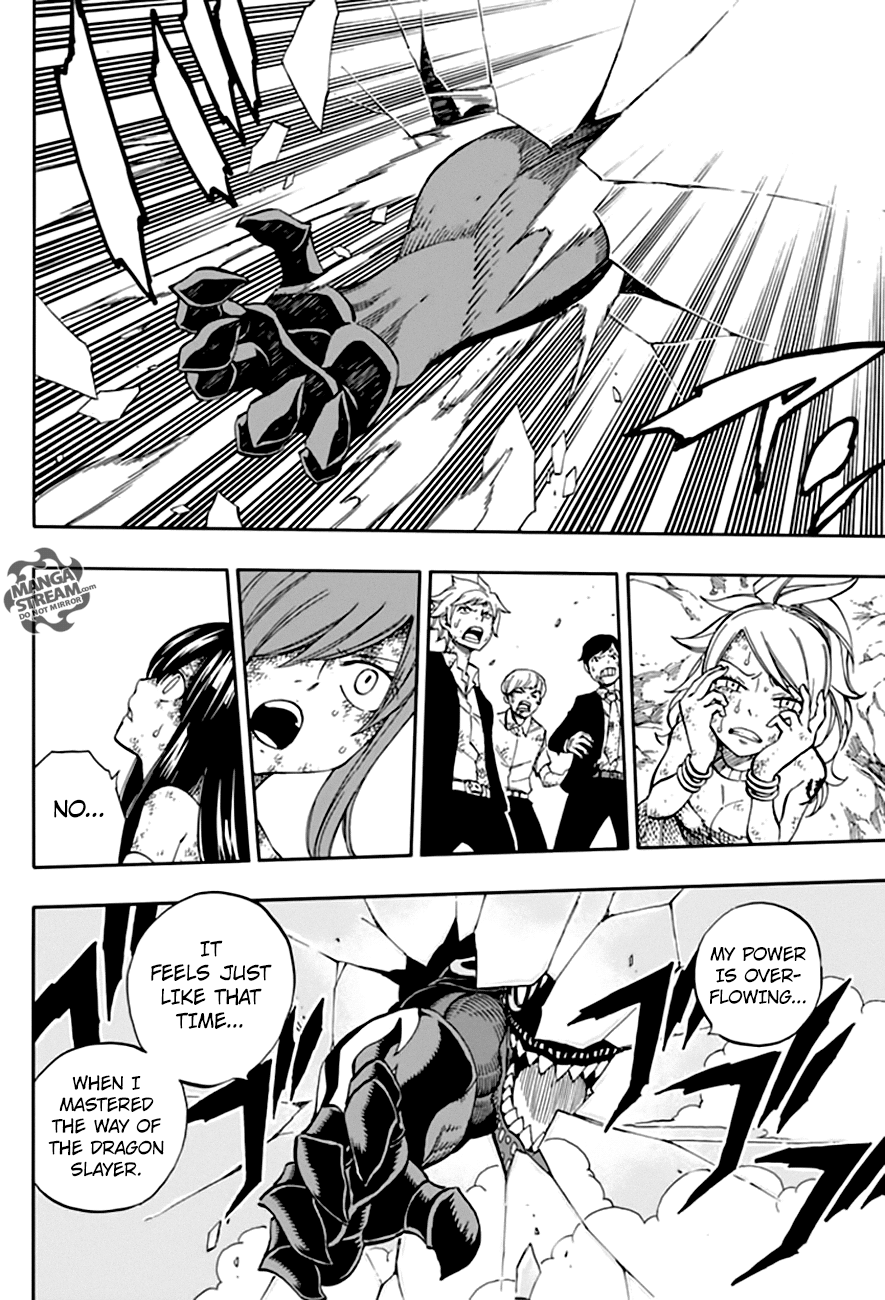 MANGA
STREAM.com
DO NOT MIRROR
NO...
MY POWER
IS OVER-
FLOWING...
IT
FEELS JUST
LIKE THAT
TIME...
WHEN I
MASTERED
THE WAY OF
THE DRAGON
SLAYER.